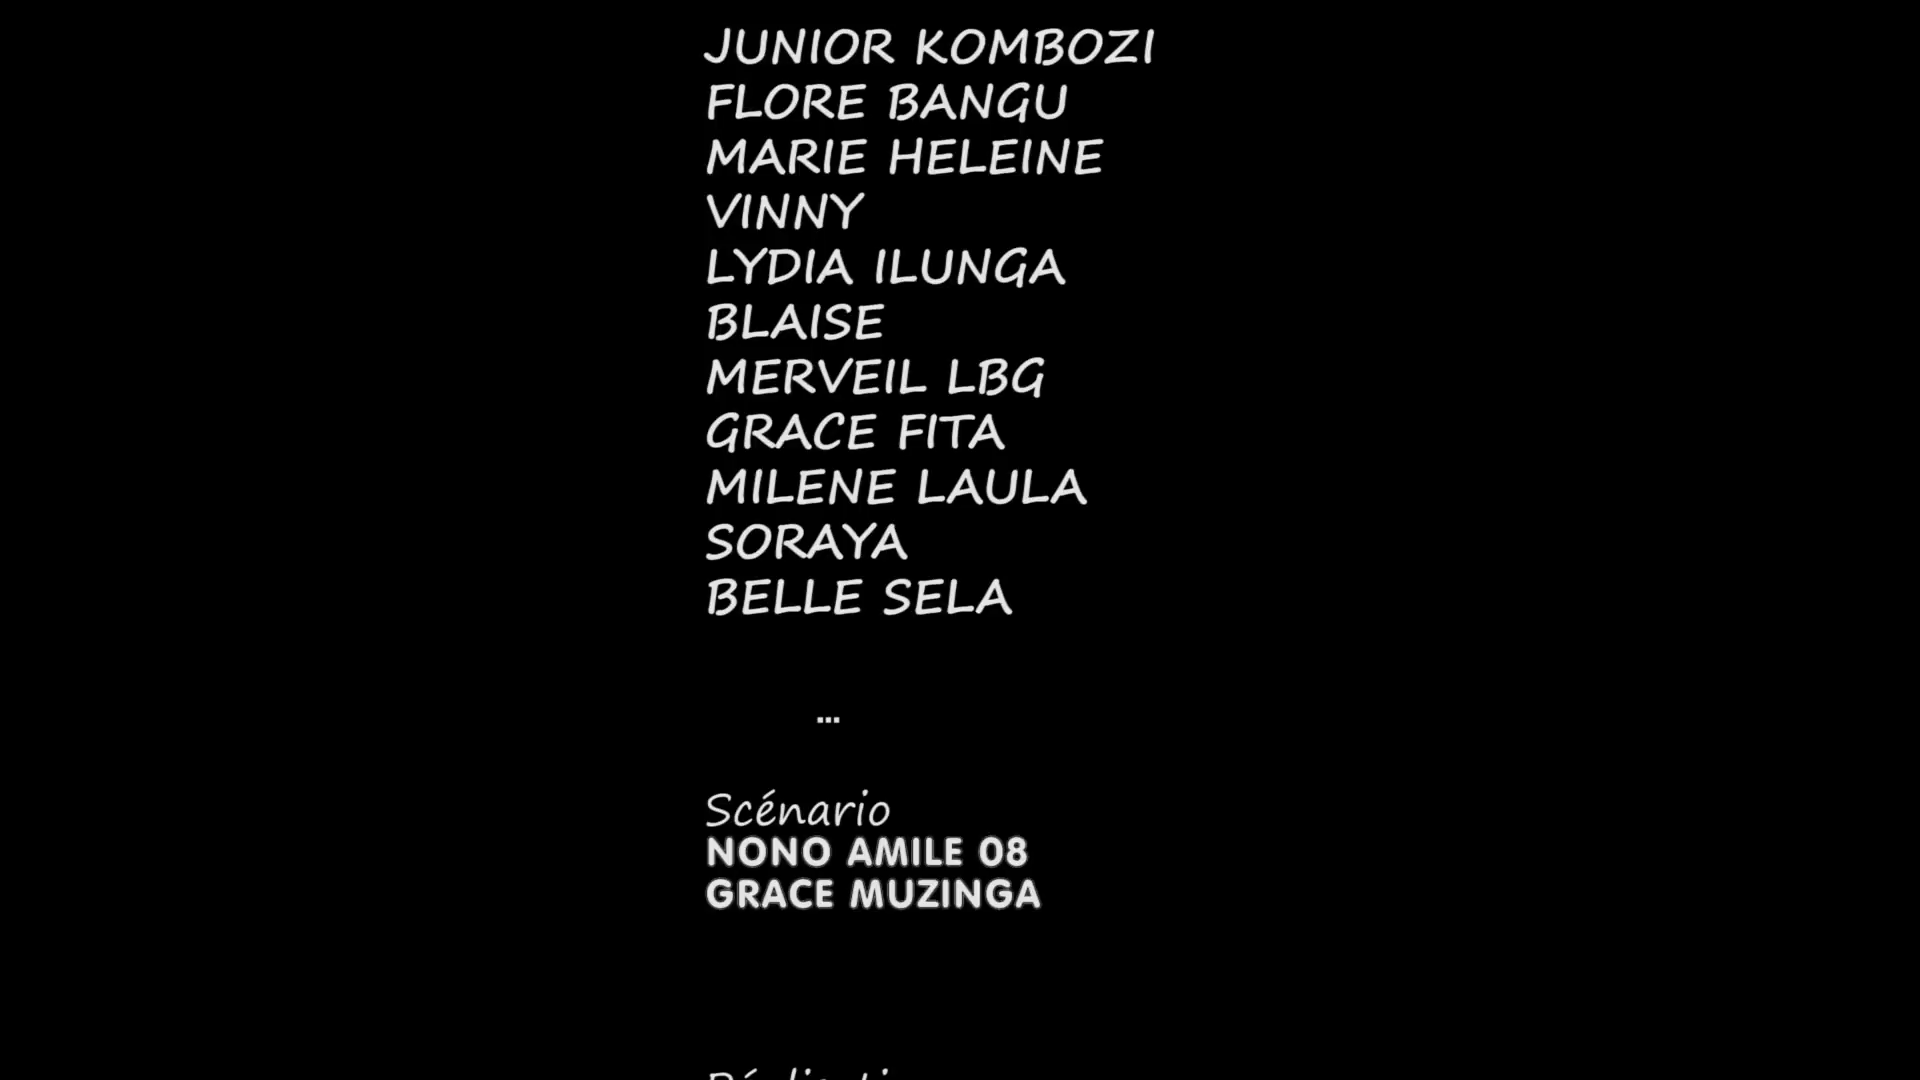 JUNIOR KOMBOZI
FLORE BANGU
MARIE HELEINE
VINNY
LYDIA ILUNGA
BLAISE
MERVEIL LBG
GRACE FITA
MILENE LAULA
SORAYA
BELLE SELA
...
Scénario
NONO AMILE 08
GRACE MUZINGA